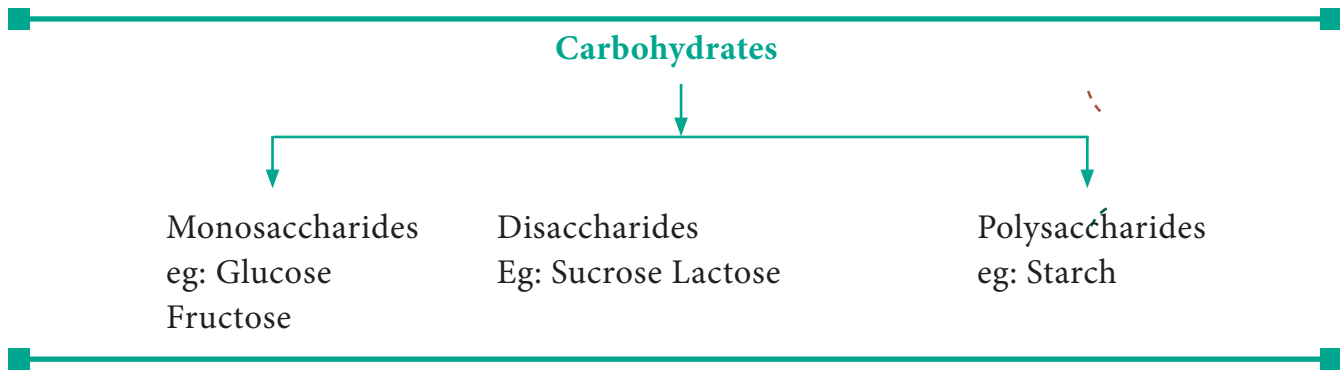 Carbohydrates
Monosaccharides
eg: Glucose
Fructose
Disaccharides
Eg: Sucrose Lactose
Polysaccharides
eg: Starch